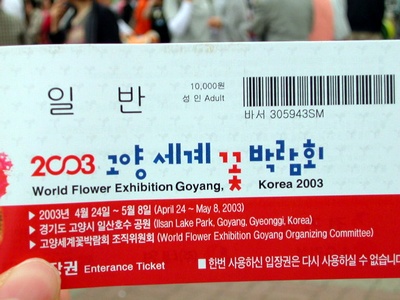 일 반
10,000원
성 인 Adult
바서 305943SM
2003 고양 세계 꽃 박람회
World Flower Exhibition Goyang, Korea 2003
▶ 2003년 4월 24일 ~ 5월 8일 (April 24 ~ May 8, 2003)
▶ 경기도 고양시 일산호수 공원 (Ilsan Lake Park, Goyang, Gyeonggi, Korea)
▶ 고양세계꽃박람회 조직위원회 (World Flower Exhibition Goyang Organizing Committee)
장권 Enterance Ticket ■ 한번 사용하신 입장권은 다시 사용하실 수 없습니다.